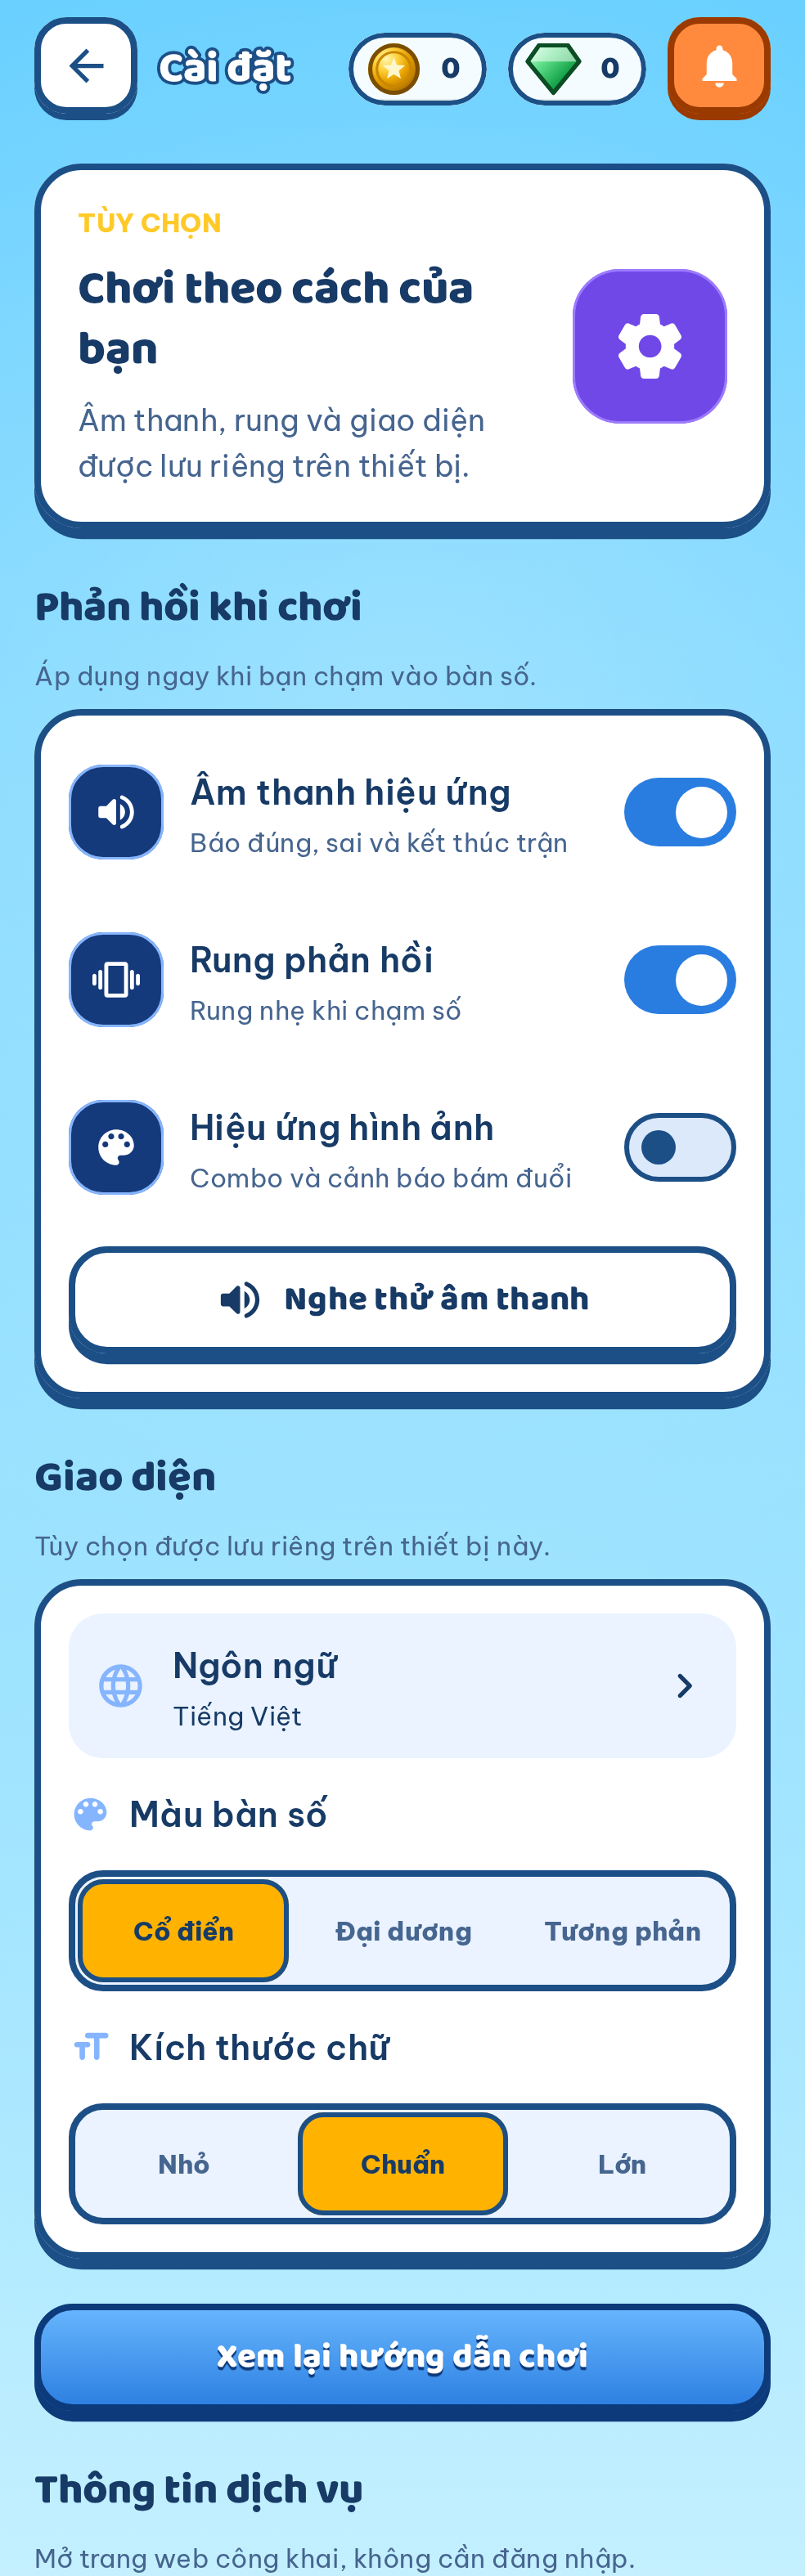 Cài đặt
0
0
TÙY CHỌN
Chơi theo cách của
bạn
Âm thanh, rung và giao diện
được lưu riêng trên thiết bị.
Phản hồi khi chơi
Áp dụng ngay khi bạn chạm vào bàn số.
Âm thanh hiệu ứng
Báo đúng, sai và kết thúc trận
Rung phản hồi
Rung nhẹ khi chạm số
Hiệu ứng hình ảnh
Combo và cảnh báo bám đuổi
Nghe thử âm thanh
Giao diện
Tùy chọn được lưu riêng trên thiết bị này.
Ngôn ngữ
Tiếng Việt
Màu bàn số
Cổ điển
Đại dương
Tương phản
Kích thước chữ
Nhỏ
Chuẩn
Lớn
Xem lại hướng dẫn chơi
Thông tin dịch vụ
Mở trang web công khai, không cần đăng nhập.